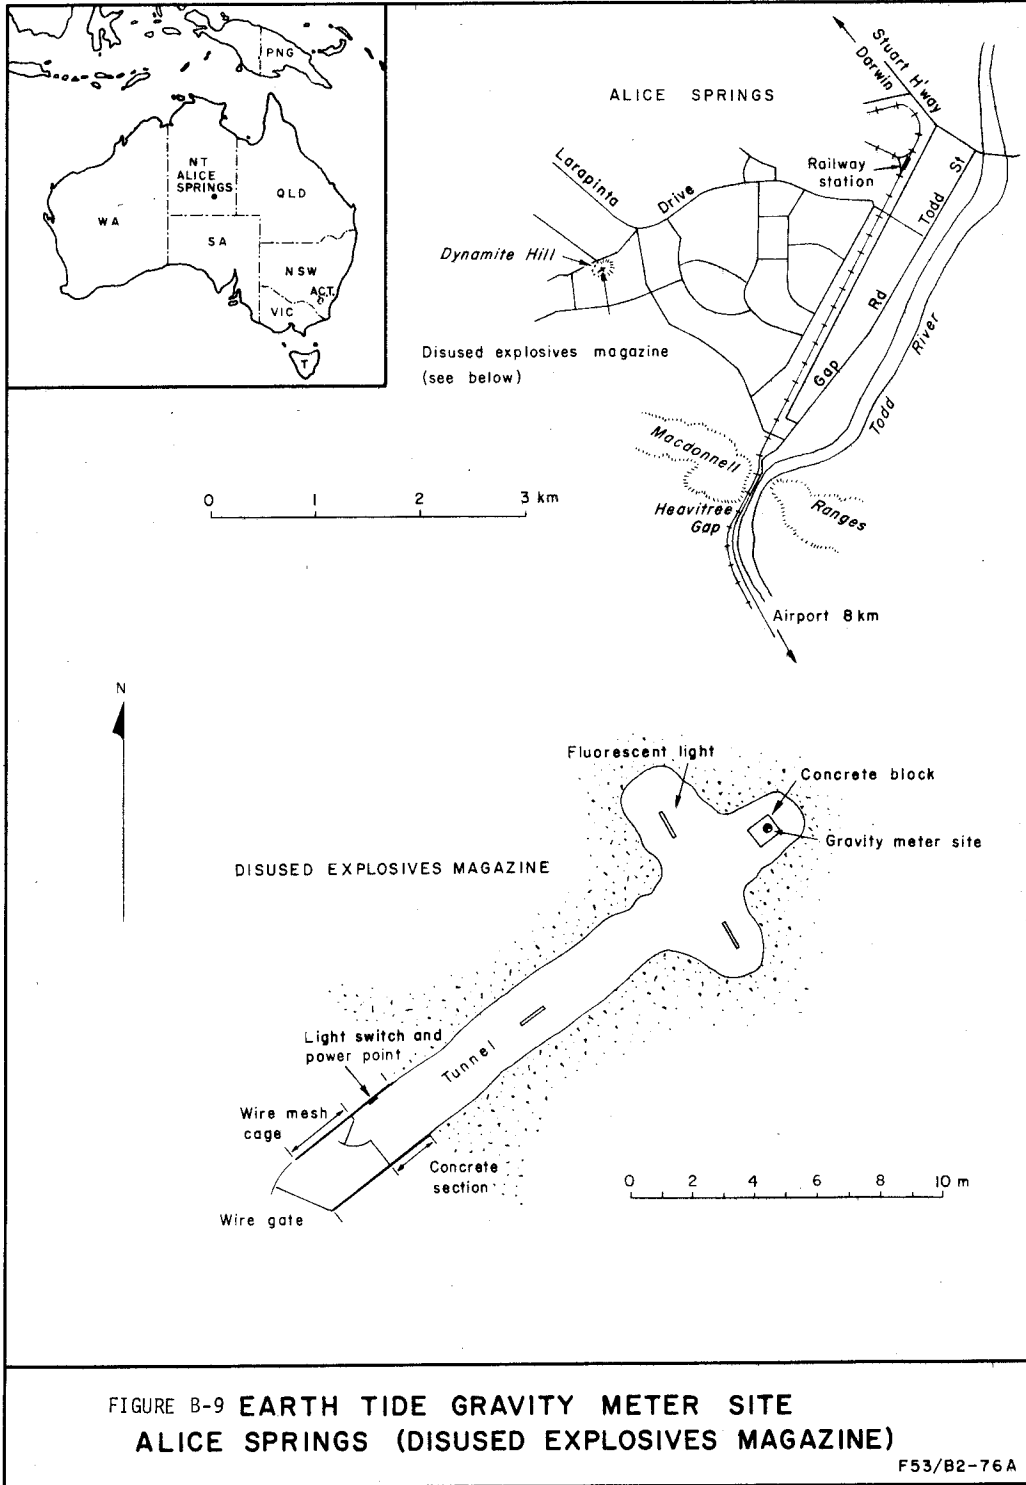 PNG
NT
ALICE
SPRINGS
QLD
WA
SA
NSW
A.C.T.
VIC
T
ALICE SPRINGS
Stuart H'way
Darwin
Railway
station
Larapinta
Drive
Todd St
Dynamite Hill
Gap Rd
Todd River
Disused explosives magazine
(see below)
Macdonnell
Ranges
Heavitree
Gap
0 1 2 3 km
Airport 8 km
N
Fluorescent light
Concrete block
Gravity meter site
DISUSED EXPLOSIVES MAGAZINE
Light switch and
power point
Tunnel
Wire mesh
cage
Concrete
section
Wire gate
0 2 4 6 8 10 m
FIGURE B-9 EARTH TIDE GRAVITY METER SITE
ALICE SPRINGS (DISUSED EXPLOSIVES MAGAZINE)
F53/B2-76A